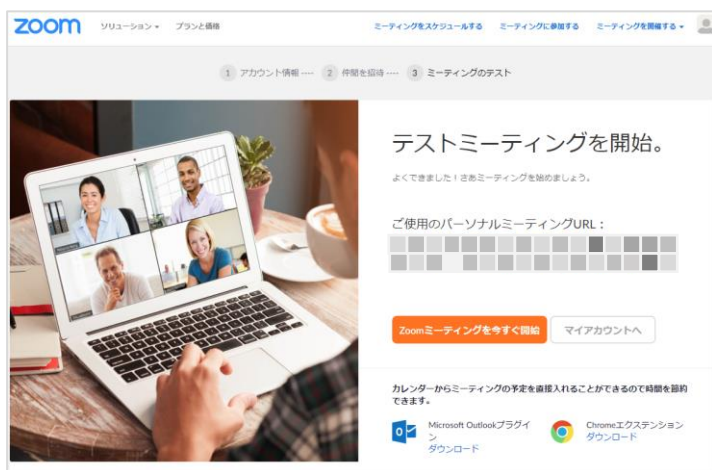 zoom ソリューション プランと価格 ミーティングをスケジュールする ミーティングに参加する ミーティングを開催する
1 アカウント情報 ---- 2 仲間を招待 ---- 3 ミーティングのテスト
テストミーティングを開始。
よくできました!さあミーティングを始めましょう。
ご使用のパーソナルミーティングURL:
Zoomミーティングを今すぐ開始 マイアカウントへ
カレンダーからミーティングの予定を直接入れることができるので時間を節約
できます。
Microsoft Outlookプラグイ
ン
ダウンロード
Chromeエクステンション
ダウンロード